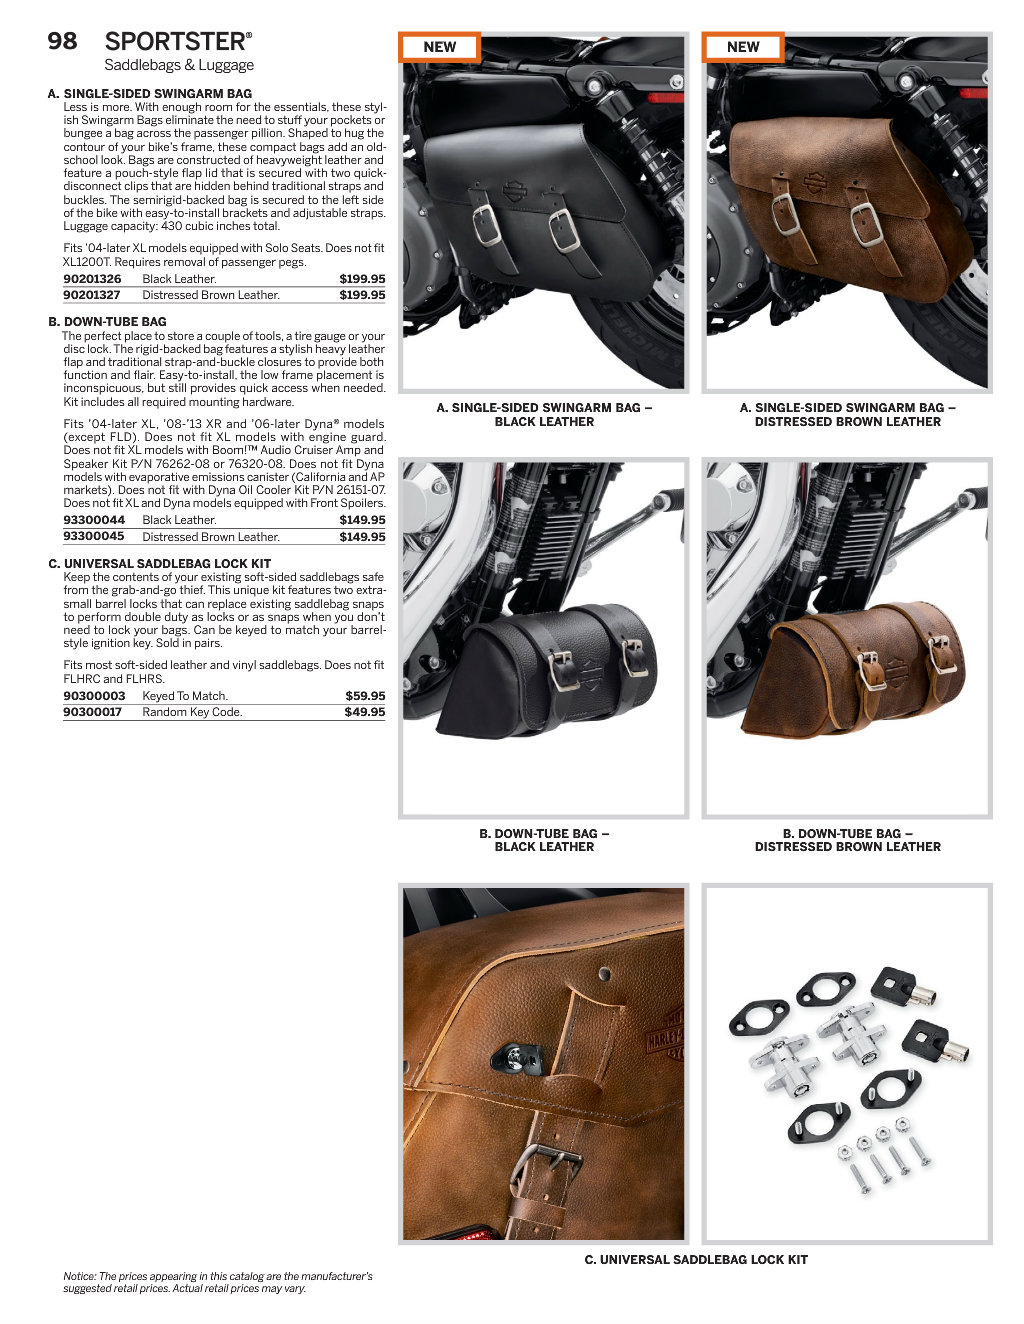 98 SPORTSTER®
Saddlebags & Luggage
A. SINGLE-SIDED SWINGARM BAG
Less is more. With enough room for the essentials, these styl-
ish Swingarm Bags eliminate the need to stuff your pockets or
bungee a bag across the passenger pillion. Shaped to hug the
contour of your bike's frame, these compact bags add an old-
school look. Bags are constructed of heavyweight leather and
feature a pouch-style flap lid that is secured with two quick-
disconnect clips that are hidden behind traditional straps and
buckles. The semirigid-backed bag is secured to the left side
of the bike with easy-to-install brackets and adjustable straps.
Luggage capacity: 430 cubic inches total.
Fits '04-later XL models equipped with Solo Seats. Does not fit
XL1200T. Requires removal of passenger pegs.
90201326 Black Leather. $199.95
90201327 Distressed Brown Leather. $199.95
B. DOWN-TUBE BAG
The perfect place to store a couple of tools, a tire gauge or your
disc lock. The rigid-backed bag features a stylish heavy leather
flap and traditional strap-and-buckle closures to provide both
function and flair. Easy-to-install, the low frame placement is
inconspicuous, but still provides quick access when needed.
Kit includes all required mounting hardware.
Fits '04-later XL, '08-'13 XR and '06-later Dyna® models
(except FLD). Does not fit XL models with engine guard.
Does not fit XL models with Boom!™ Audio Cruiser Amp and
Speaker Kit P/N 76262-08 or 76320-08. Does not fit Dyna
models with evaporative emissions canister (California and AP
markets). Does not fit with Dyna Oil Cooler Kit P/N 26151-07.
Does not fit XL and Dyna models equipped with Front Spoilers.
93300044 Black Leather. $149.95
93300045 Distressed Brown Leather. $149.95
C. UNIVERSAL SADDLEBAG LOCK KIT
Keep the contents of your existing soft-sided saddlebags safe
from the grab-and-go thief. This unique kit features two extra-
small barrel locks that can replace existing saddlebag snaps
to perform double duty as locks or as snaps when you don't
need to lock your bags. Can be keyed to match your barrel-
style ignition key. Sold in pairs.
Fits most soft-sided leather and vinyl saddlebags. Does not fit
FLHRC and FLHRS.
90300003 Keyed To Match. $59.95
90300017 Random Key Code. $49.95
NEW
A. SINGLE-SIDED SWINGARM BAG –
BLACK LEATHER
NEW
A. SINGLE-SIDED SWINGARM BAG –
DISTRESSED BROWN LEATHER
B. DOWN-TUBE BAG –
BLACK LEATHER
B. DOWN-TUBE BAG –
DISTRESSED BROWN LEATHER
C. UNIVERSAL SADDLEBAG LOCK KIT
Notice: The prices appearing in this catalog are the manufacturer's
suggested retail prices. Actual retail prices may vary.